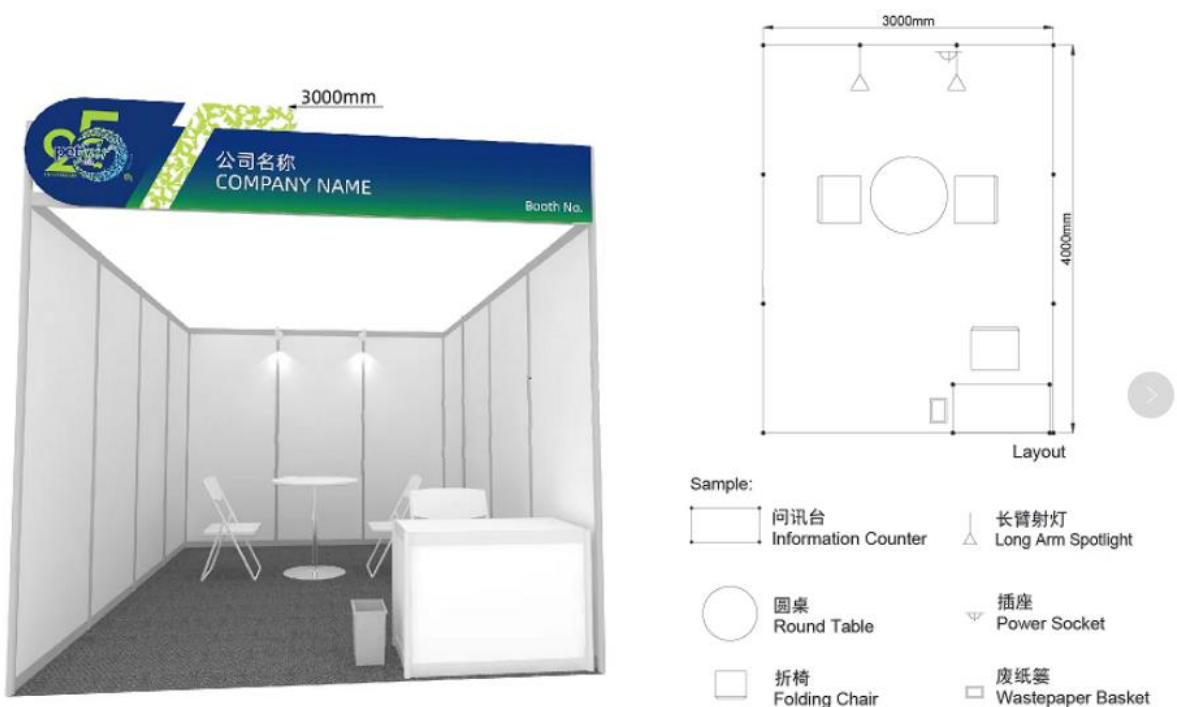 3000mm
25
公司名称
COMPANY NAME
Booth No.
3000mm
4000mm
Layout
Sample:
问讯台
Information Counter
长臂射灯
Long Arm Spotlight
圆桌
Round Table
插座
Power Socket
折椅
Folding Chair
废纸篓
Wastepaper Basket